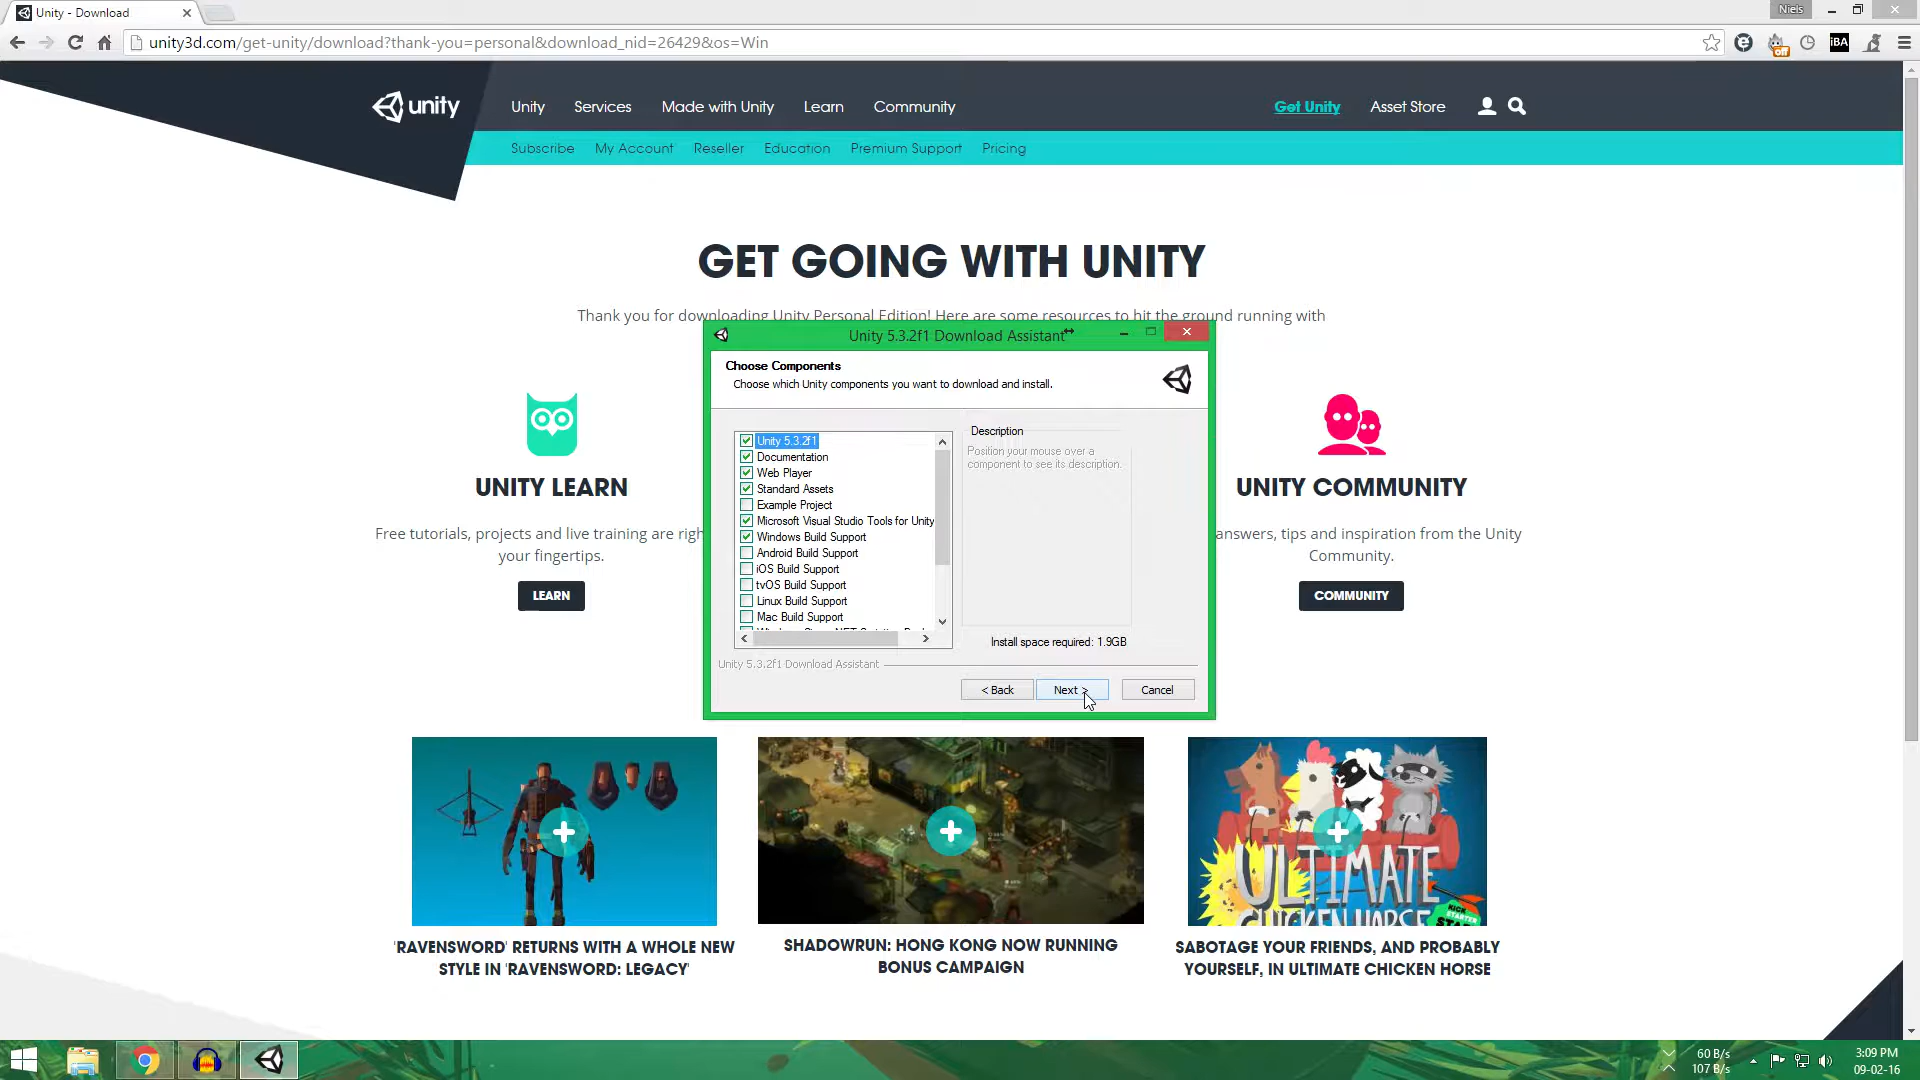 Unity - Download
Niels
unity3d.com/get-unity/download?thank-you=personal&download_nid=26429&os=Win
Off
iBA
unity
Unity Services Made with Unity Learn Community Get Unity Asset Store
Subscribe My Account Reseller Education Premium Support Pricing
GET GOING WITH UNITY
Thank you for downloading Unity Personal Edition! Here are some resources to hit the ground running with
Unity 5.3.2f1 Download Assistant
Choose Components
Choose which Unity components you want to download and install.
Unity 5.3.2f1
Documentation
Web Player
Standard Assets
Example Project
Microsoft Visual Studio Tools for Unity
Windows Build Support
Android Build Support
iOS Build Support
tvOS Build Support
Linux Build Support
Mac Build Support
Description
Position your mouse over a
component to see its description.
Install space required: 1.9GB
Unity 5.3.2f1 Download Assistant
< Back
Next >
Cancel
UNITY LEARN
Free tutorials, projects and live training are
your fingertips.
LEARN
UNITY COMMUNITY
answers, tips and inspiration from the Unity
Community.
COMMUNITY
ULTIMATE
CHICKEN HORSE
KICK
STARTER
'RAVENSWORD' RETURNS WITH A WHOLE NEW
STYLE IN 'RAVENSWORD: LEGACY'
SHADOWRUN: HONG KONG NOW RUNNING
BONUS CAMPAIGN
SABOTAGE YOUR FRIENDS, AND PROBABLY
YOURSELF, IN ULTIMATE CHICKEN HORSE
60 B/s
107 B/s
3:09 PM
09-02-16